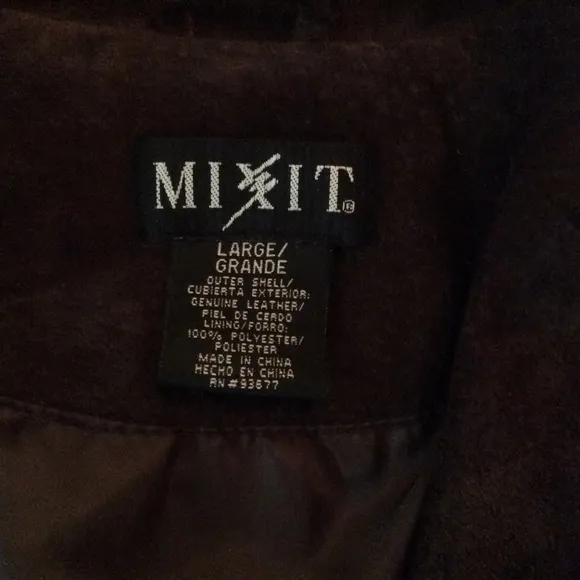 MIXIT®
LARGE/
GRANDE
OUTER SHELL/
CUBIERTA EXTERIOR:
GENUINE LEATHER/
PIEL DE CERDO
LINING/FORRO:
100% POLYESTER/
POLIESTER
MADE IN CHINA
HECHO EN CHINA
RN#93677